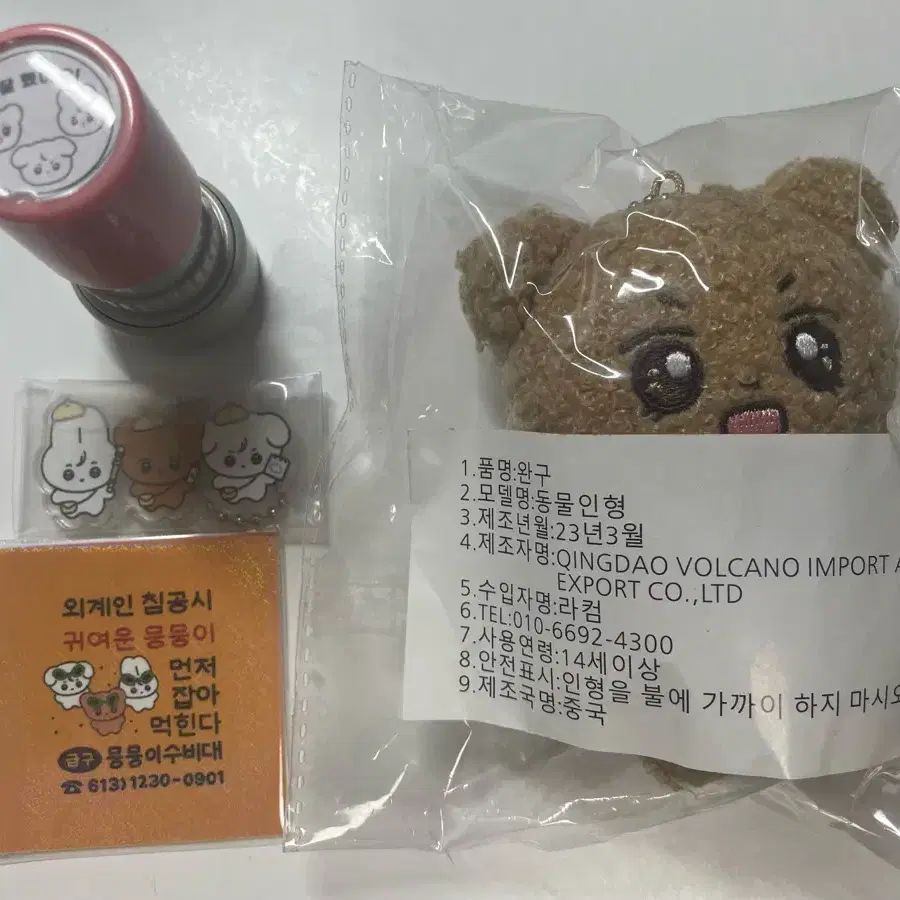 1.품명:완구
2.모델명:동물인형
3.제조년월:23년3월
4.제조자명:QINGDAO VOLCANO IMPORT
EXPORT CO.,LTD
5.수입자명:라컴
6.TEL:010-6692-4300
7.사용연령:14세이상
8.안전표시:인형을 불에 가까이 하지 마시오
9.제조국명:중국
외계인 침공시
귀여운 뭉뭉이
먼저
잡아
먹힌다
급구 뭉뭉이수비대
☎ 613)1230-0901